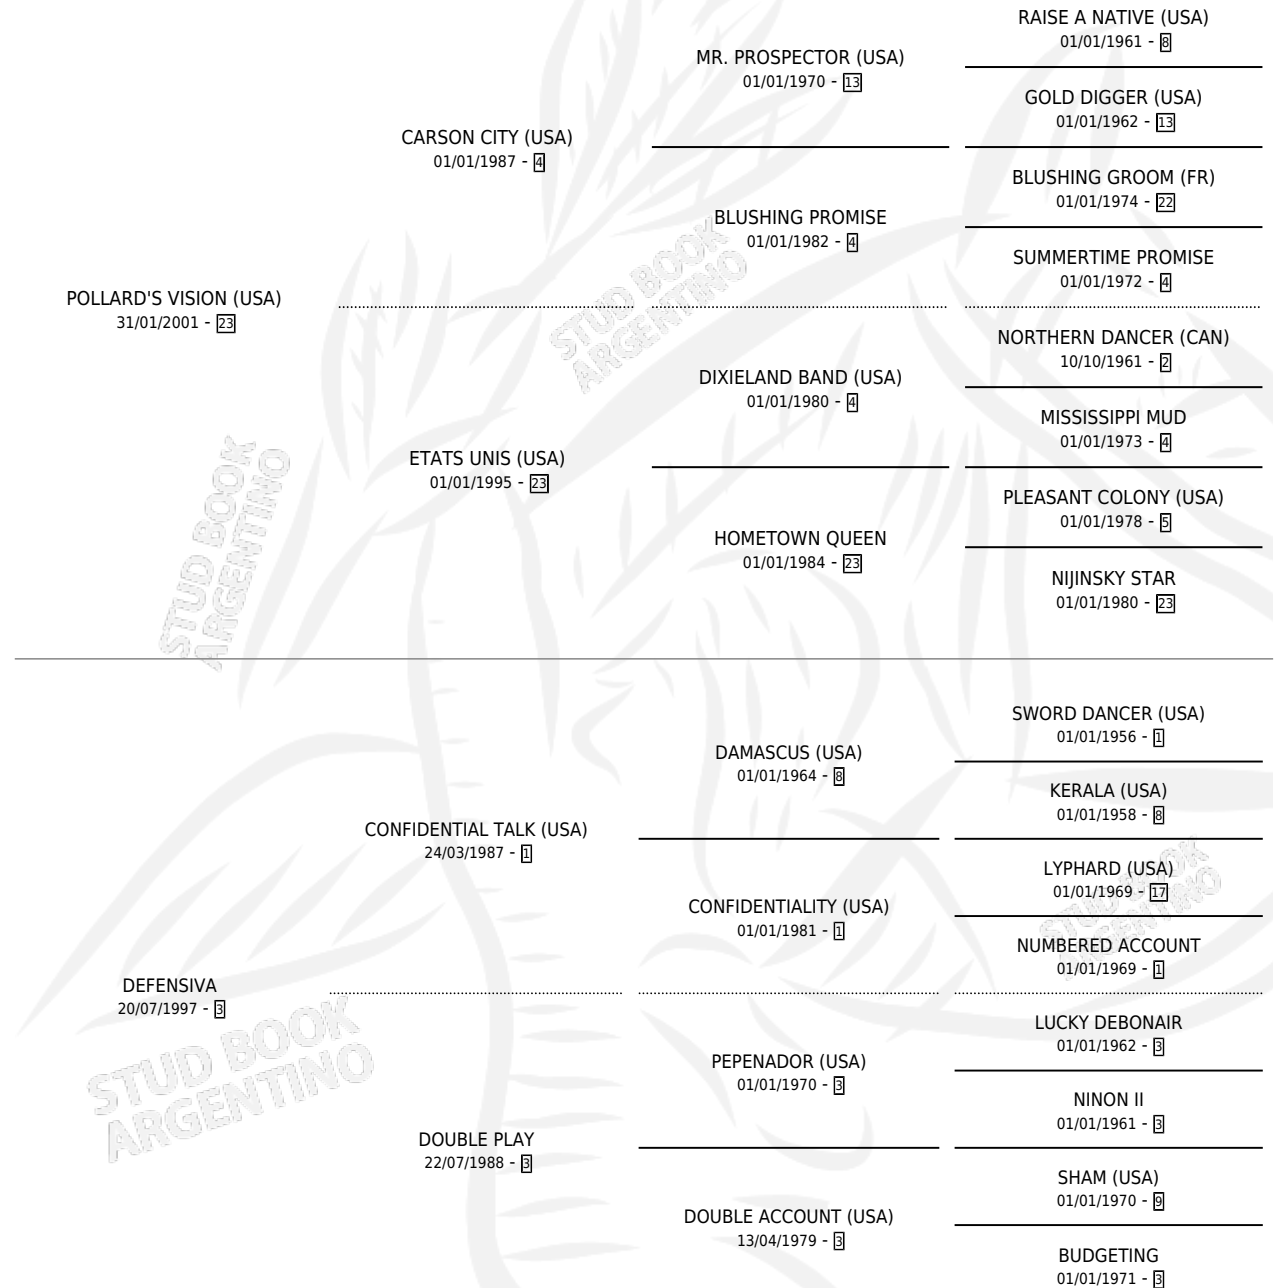 RAISE A NATIVE (USA)
01/01/1961 - 8
MR. PROSPECTOR (USA)
01/01/1970 - 13
GOLD DIGGER (USA)
01/01/1962 - 13
CARSON CITY (USA)
01/01/1987 - 4
BLUSHING GROOM (FR)
01/01/1974 - 22
BLUSHING PROMISE
01/01/1982 - 4
SUMMERTIME PROMISE
01/01/1972 - 4
POLLARD'S VISION (USA)
31/01/2001 - 23
NORTHERN DANCER (CAN)
10/10/1961 - 2
DIXIELAND BAND (USA)
01/01/1980 - 4
MISSISSIPPI MUD
01/01/1973 - 4
ETATS UNIS (USA)
01/01/1995 - 23
PLEASANT COLONY (USA)
01/01/1978 - 5
HOMETOWN QUEEN
01/01/1984 - 23
NIJINSKY STAR
01/01/1980 - 23
SWORD DANCER (USA)
01/01/1956 - 1
DAMASCUS (USA)
01/01/1964 - 8
KERALA (USA)
01/01/1958 - 8
CONFIDENTIAL TALK (USA)
24/03/1987 - 1
LYPHARD (USA)
01/01/1969 - 17
CONFIDENTIALITY (USA)
01/01/1981 - 1
NUMBERED ACCOUNT
01/01/1969 - 1
DEFENSIVA
20/07/1997 - 3
LUCKY DEBONAIR
01/01/1962 - 3
PEPENADOR (USA)
01/01/1970 - 3
NINON II
01/01/1961 - 3
DOUBLE PLAY
22/07/1988 - 3
SHAM (USA)
01/01/1970 - 9
DOUBLE ACCOUNT (USA)
13/04/1979 - 3
BUDGETING
01/01/1971 - 3
STUD BOOK
ARGENTINO
STUD BOOK
ARGENTINO
STUD BOOK
ARGENTINO
STUD BOOK
ARGENTINO